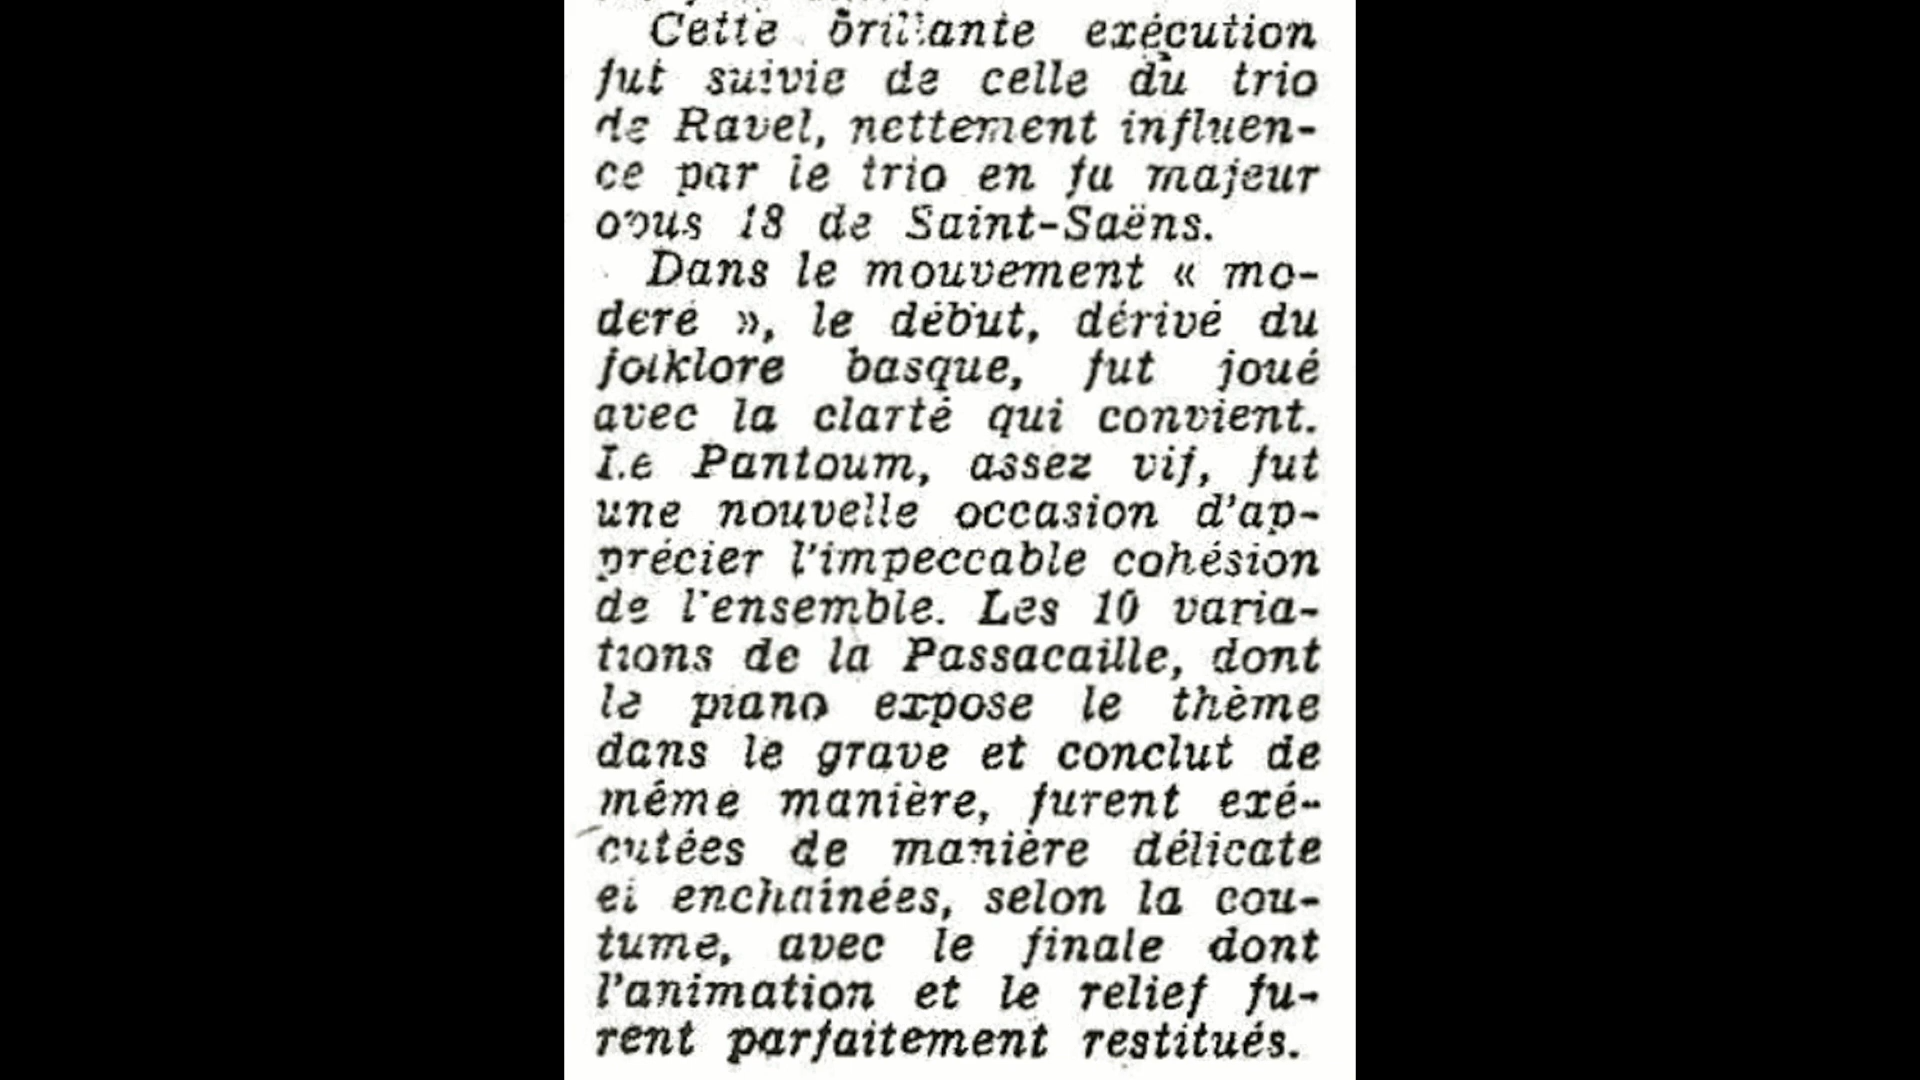 Cette brillante exécution
fut suivie de celle du trio
de Ravel, nettement influen-
ce par le trio en fa majeur
opus 18 de Saint-Saëns.
Dans le mouvement « mo-
deré », le début, dérivé du
folklore basque, fut joué
avec la clarté qui convient.
Le Pantoum, assez vif, fut
une nouvelle occasion d'ap-
précier l'impeccable cohésion
de l'ensemble. Les 10 varia-
tions de la Passacaille, dont
le piano expose le thème
dans le grave et conclut de
même manière, furent exé-
cutées de manière délicate
et enchaînées, selon la cou-
tume, avec le finale dont
l'animation et le relief fu-
rent parfaitement restitués.